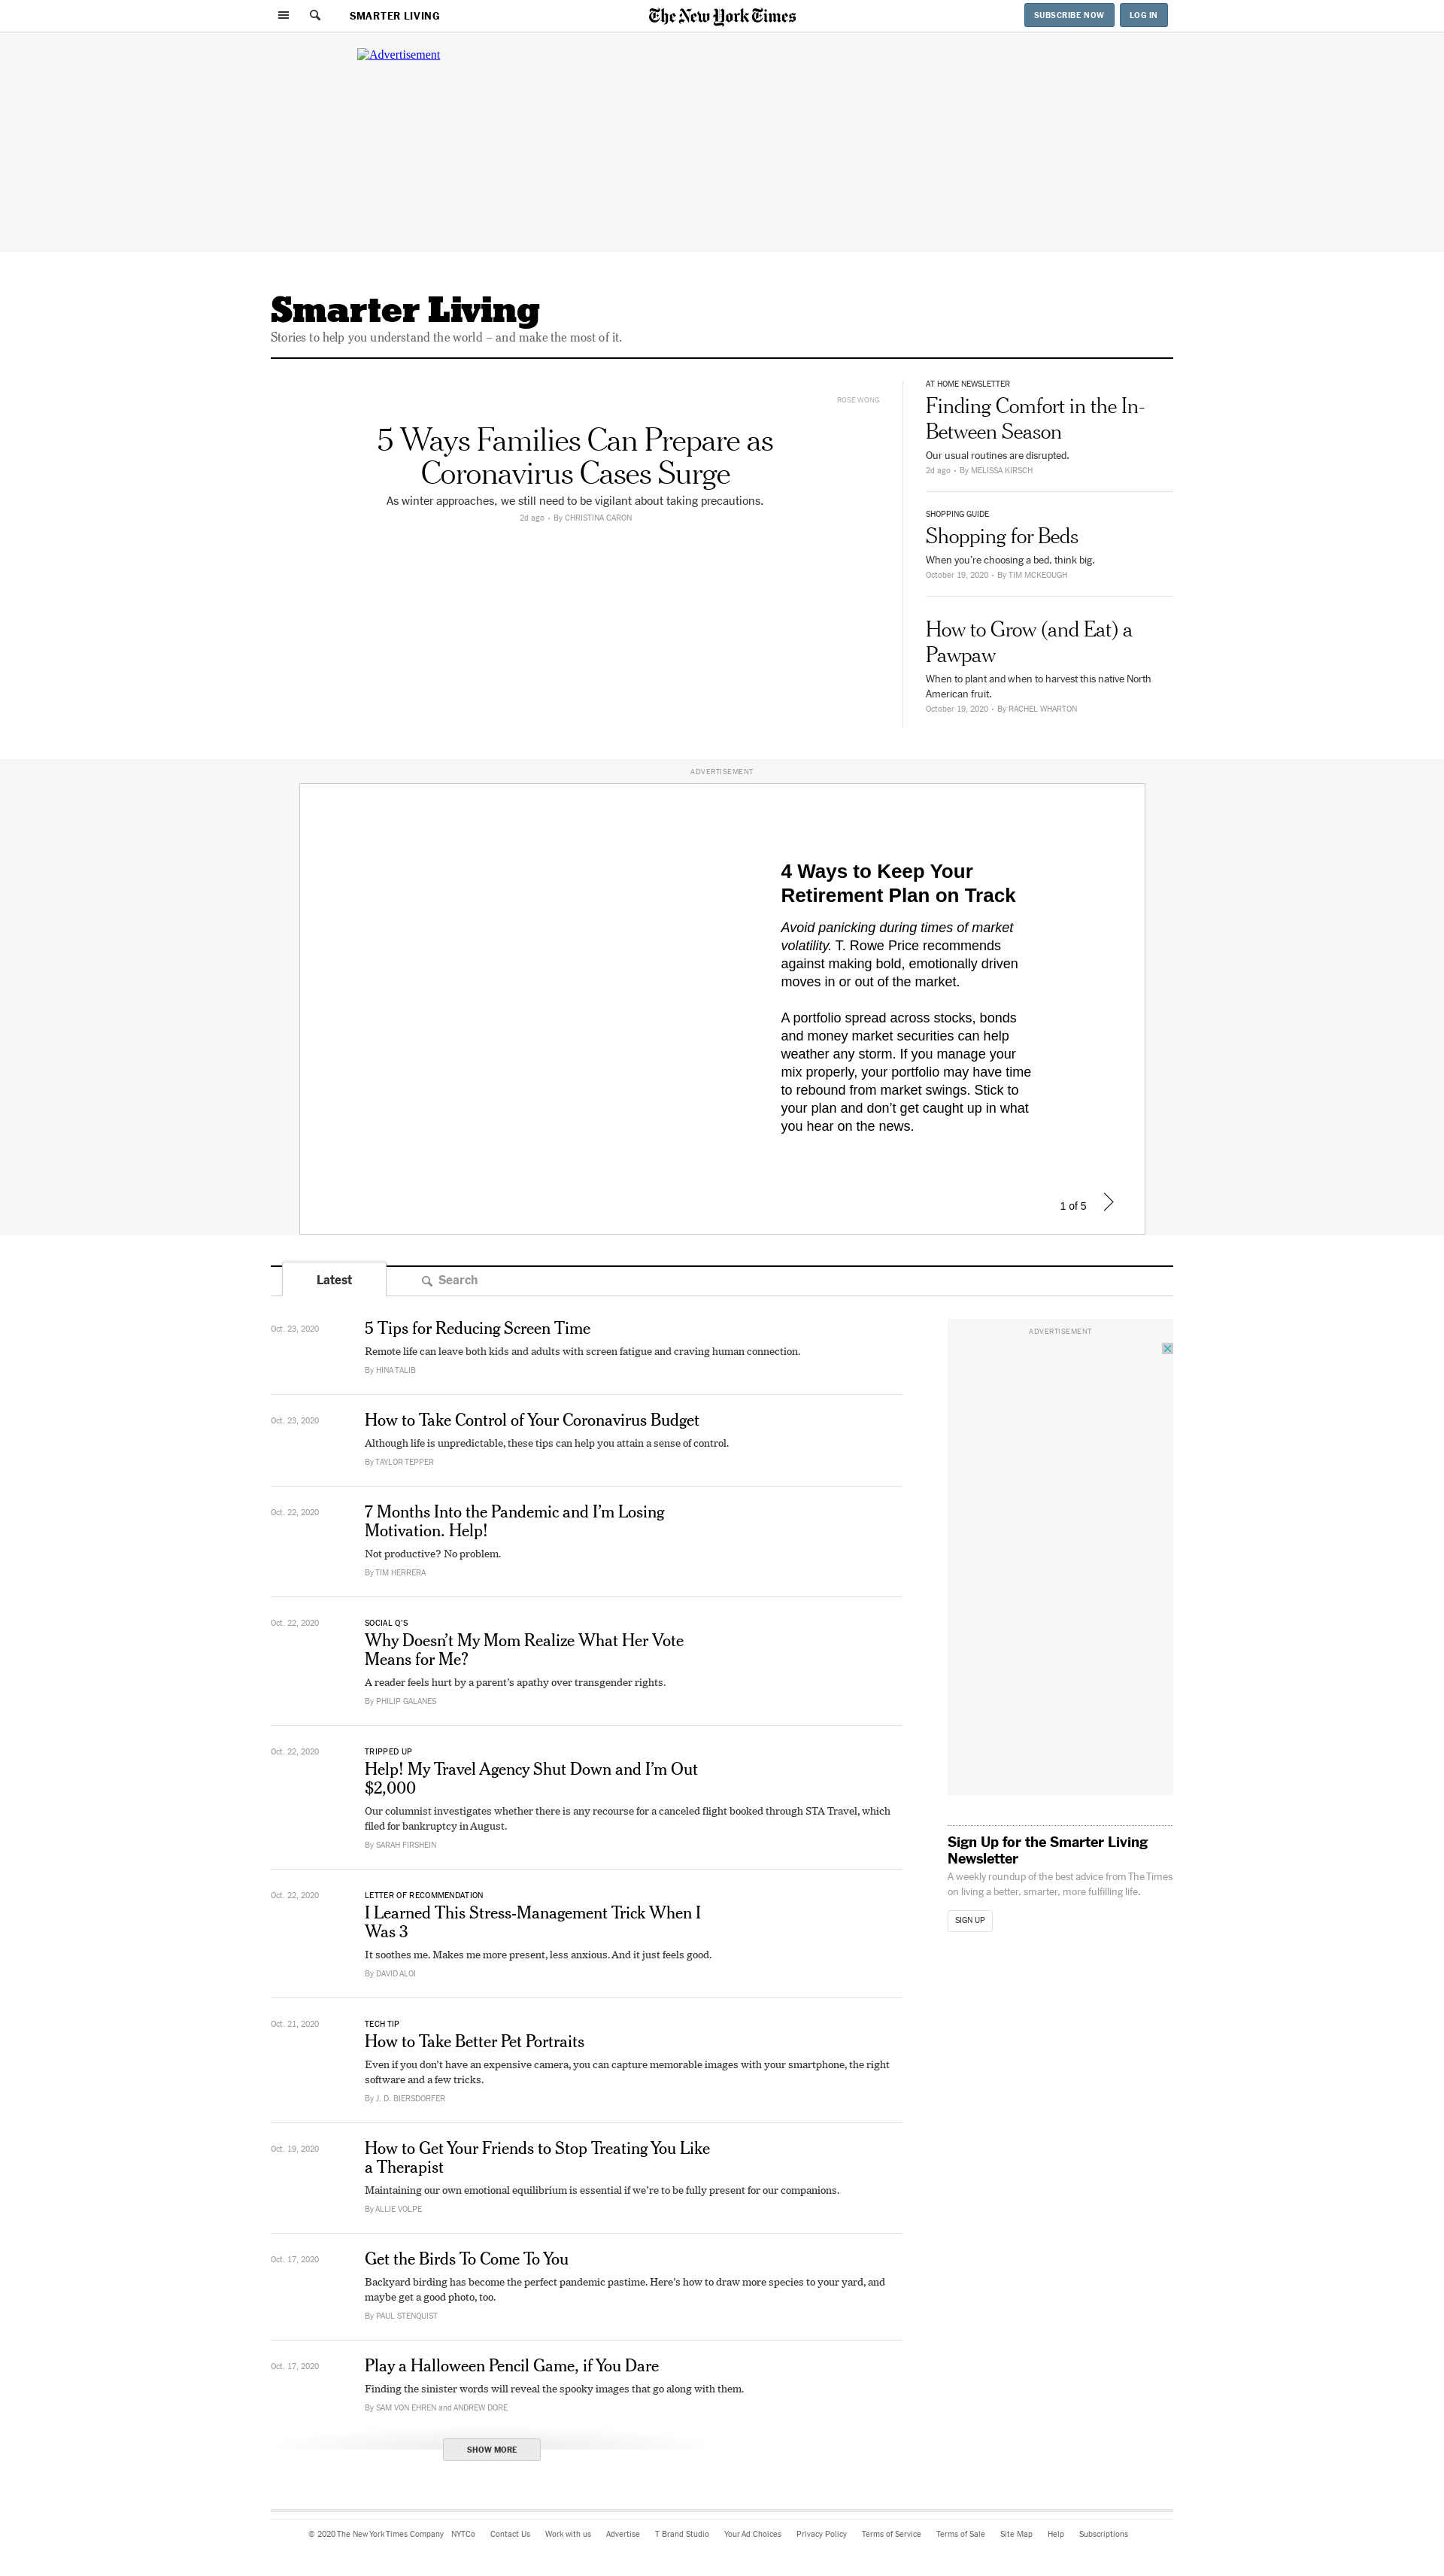 SMARTER LIVING
The New York Times
SUBSCRIBE NOW
LOG IN
Advertisement
Smarter Living
Stories to help you understand the world – and make the most of it.
ROSE WONG
5 Ways Families Can Prepare as
Coronavirus Cases Surge
As winter approaches, we still need to be vigilant about taking precautions.
2d ago • By CHRISTINA CARON
AT HOME NEWSLETTER
Finding Comfort in the In-
Between Season
Our usual routines are disrupted.
2d ago • By MELISSA KIRSCH
SHOPPING GUIDE
Shopping for Beds
When you’re choosing a bed, think big.
October 19, 2020 • By TIM MCKEOUGH
How to Grow (and Eat) a
Pawpaw
When to plant and when to harvest this native North
American fruit.
October 19, 2020 • By RACHEL WHARTON
ADVERTISEMENT
4 Ways to Keep Your
Retirement Plan on Track
Avoid panicking during times of market
volatility. T. Rowe Price recommends
against making bold, emotionally driven
moves in or out of the market.
A portfolio spread across stocks, bonds
and money market securities can help
weather any storm. If you manage your
mix properly, your portfolio may have time
to rebound from market swings. Stick to
your plan and don’t get caught up in what
you hear on the news.
1 of 5
Latest
Search
Oct. 23, 2020
5 Tips for Reducing Screen Time
Remote life can leave both kids and adults with screen fatigue and craving human connection.
By HINA TALIB
Oct. 23, 2020
How to Take Control of Your Coronavirus Budget
Although life is unpredictable, these tips can help you attain a sense of control.
By TAYLOR TEPPER
Oct. 22, 2020
7 Months Into the Pandemic and I’m Losing
Motivation. Help!
Not productive? No problem.
By TIM HERRERA
Oct. 22, 2020
SOCIAL Q’S
Why Doesn’t My Mom Realize What Her Vote
Means for Me?
A reader feels hurt by a parent’s apathy over transgender rights.
By PHILIP GALANES
Oct. 22, 2020
TRIPPED UP
Help! My Travel Agency Shut Down and I’m Out
$2,000
Our columnist investigates whether there is any recourse for a canceled flight booked through STA Travel, which
filed for bankruptcy in August.
By SARAH FIRSHEIN
Oct. 22, 2020
LETTER OF RECOMMENDATION
I Learned This Stress-Management Trick When I
Was 3
It soothes me. Makes me more present, less anxious. And it just feels good.
By DAVID ALOI
Oct. 21, 2020
TECH TIP
How to Take Better Pet Portraits
Even if you don’t have an expensive camera, you can capture memorable images with your smartphone, the right
software and a few tricks.
By J. D. BIERSDORFER
Oct. 19, 2020
How to Get Your Friends to Stop Treating You Like
a Therapist
Maintaining our own emotional equilibrium is essential if we’re to be fully present for our companions.
By ALLIE VOLPE
Oct. 17, 2020
Get the Birds To Come To You
Backyard birding has become the perfect pandemic pastime. Here’s how to draw more species to your yard, and
maybe get a good photo, too.
By PAUL STENQUIST
Oct. 17, 2020
Play a Halloween Pencil Game, if You Dare
Finding the sinister words will reveal the spooky images that go along with them.
By SAM VON EHREN and ANDREW DORE
SHOW MORE
ADVERTISEMENT
Sign Up for the Smarter Living
Newsletter
A weekly roundup of the best advice from The Times
on living a better, smarter, more fulfilling life.
SIGN UP
© 2020 The New York Times Company NYTCo Contact Us Work with us Advertise T Brand Studio Your Ad Choices Privacy Policy Terms of Service Terms of Sale Site Map Help Subscriptions